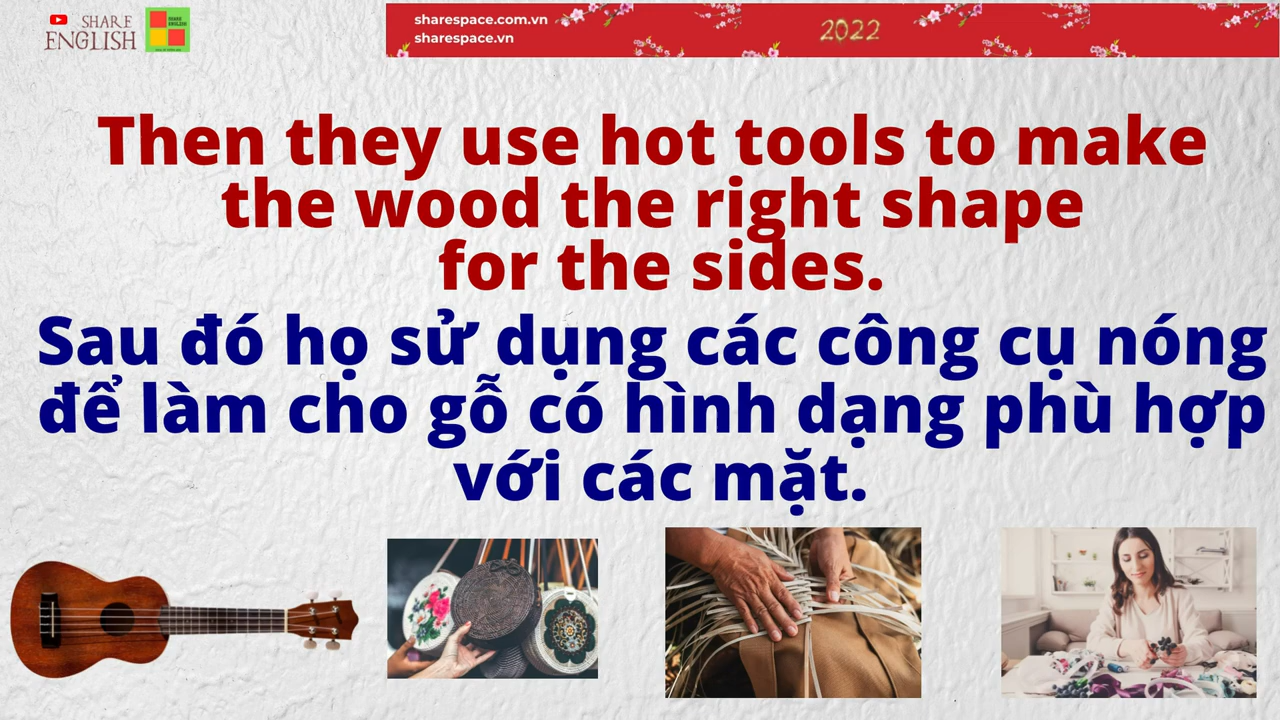 SHARE
ENGLISH
SHARE
ENGLISH
sharespace.com.vn
sharespace.vn
2022
Then they use hot tools to make
the wood the right shape
for the sides.
Sau đó họ sử dụng các công cụ nóng
để làm cho gỗ có hình dạng phù hợp
với các mặt.